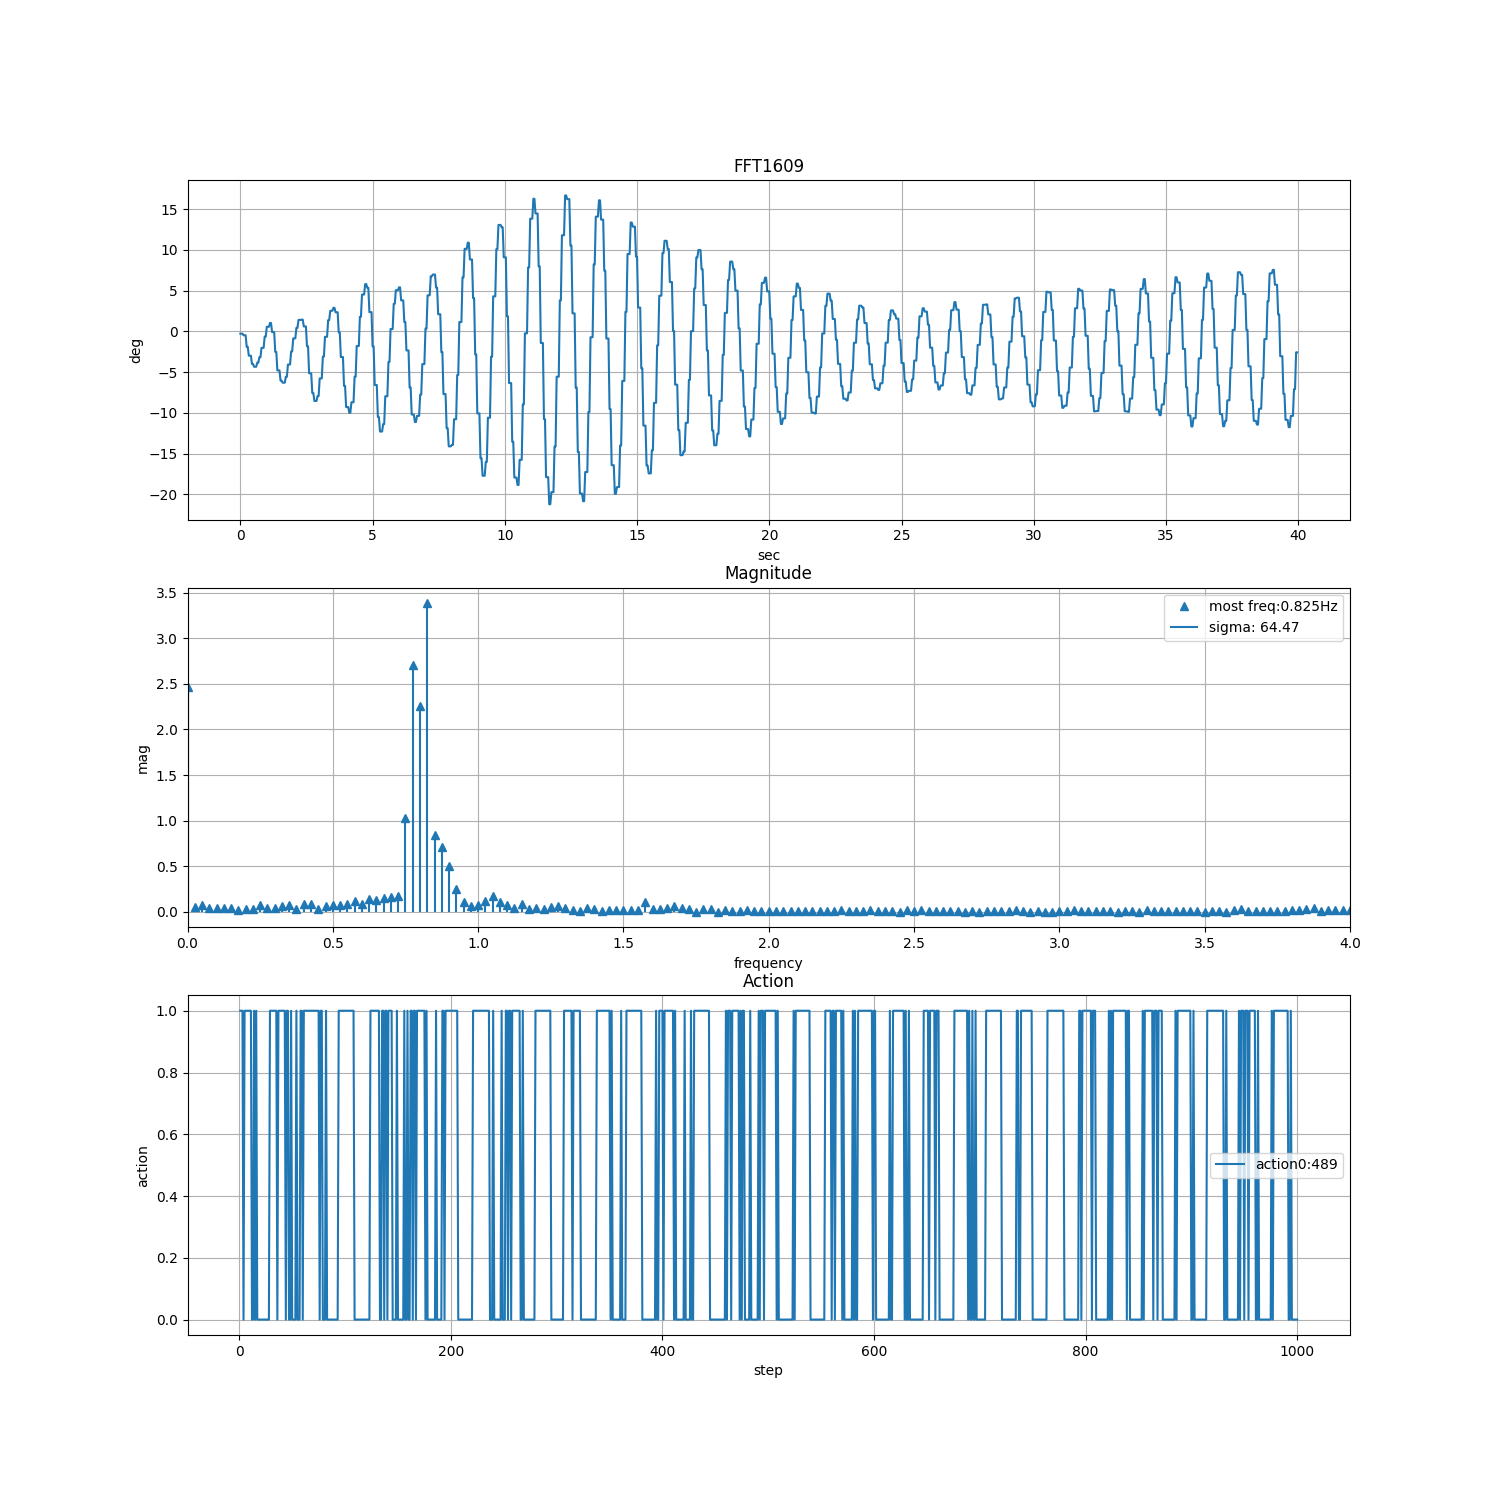 FFT1609
15
10
5
0
−5
−10
−15
−20
deg
0 5 10 15 20 25 30 35 40
sec
Magnitude
3.5
3.0
2.5
2.0
1.5
1.0
0.5
0.0
mag
most freq:0.825Hz
sigma: 64.47
0.0 0.5 1.0 1.5 2.0 2.5 3.0 3.5 4.0
frequency
Action
1.0
0.8
0.6
0.4
0.2
0.0
action
action0:489
0 200 400 600 800 1000
step